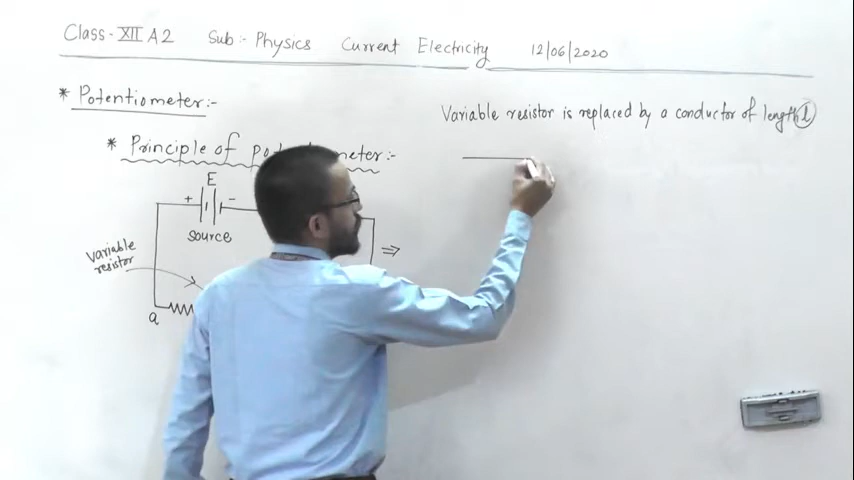 Class - XII A2 Sub:- Physics Current Electricity 12/06/2020
* Potentiometer:-
Variable resistor is replaced by a conductor of length l
* Principle of meter:-
E
+ -
source
variable
resistor
⇒
a